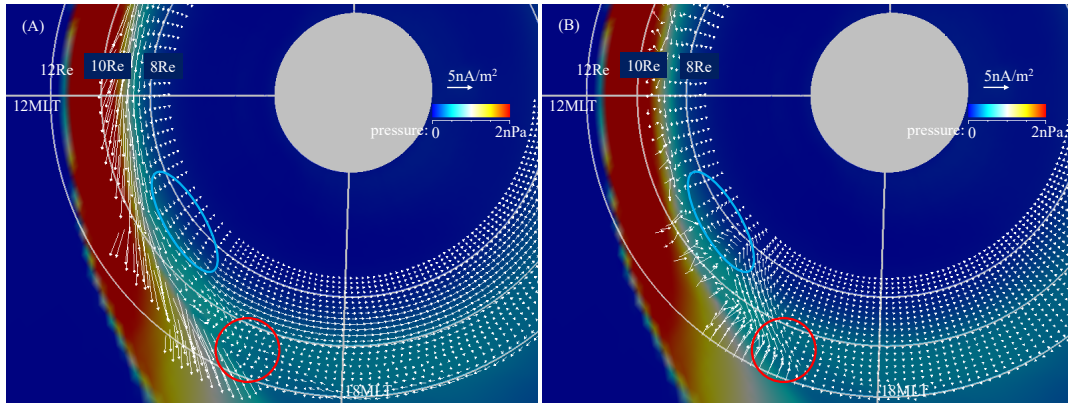 (A)
12Re
10Re
8Re
5nA/m²
12MLT
pressure:
0
2nPa
18MLT
(B)
12Re
10Re
8Re
5nA/m²
12MLT
pressure:
0
2nPa
18MLT